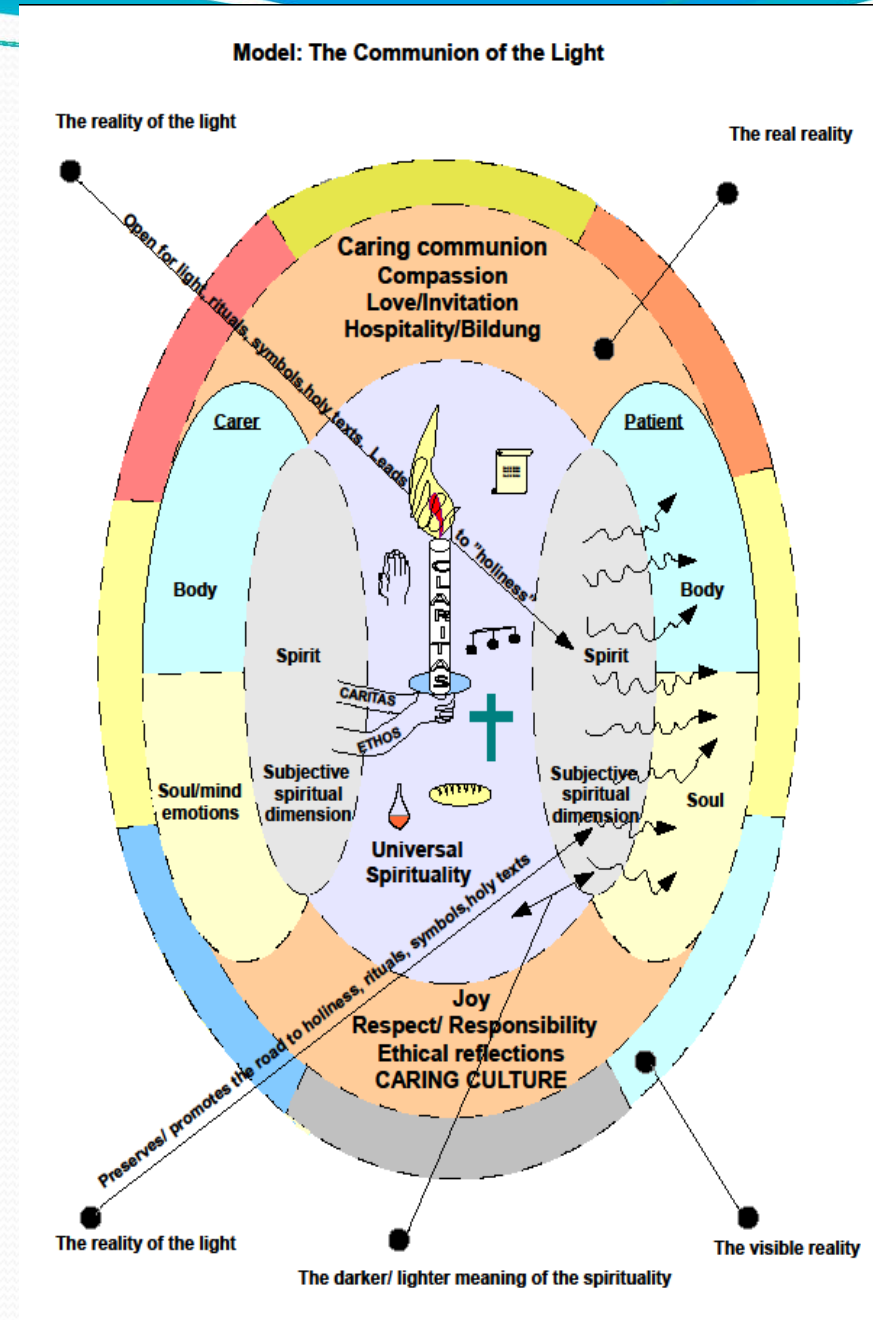 Model: The Communion of the Light
The reality of the light
The real reality
Open for light, rituals, symbols,holy texts. Leads to "holiness"
Caring communion
Compassion
Love/Invitation
Hospitality/Bildung
Carer
Patient
CLARITAS
Body
Body
Spirit
Spirit
CARITAS
ETHOS
Soul/mind
emotions
Subjective
spiritual
dimension
Subjective
spiritual
dimension
Soul
Universal
Spirituality
Preserves/ promotes the road to holiness, rituals, symbols,holy texts
Joy
Respect/ Responsibility
Ethical reflections
CARING CULTURE
The reality of the light
The visible reality
The darker/ lighter meaning of the spirituality